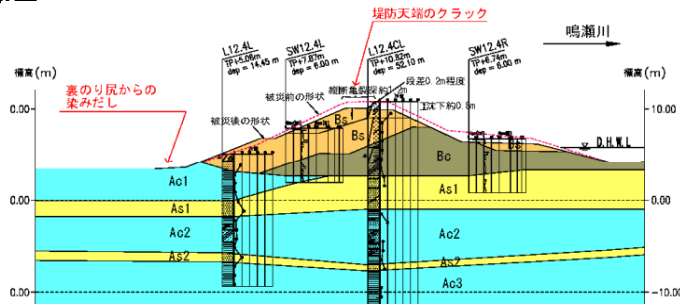 堤防天端のクラック
鳴瀬川
L12.4L
TP+5.06m
dep = 14.45 m
SW12.4L
TP+7.87m
dep = 6.00 m
L12.4CL
TP+10.82m
dep = 52.10 m
SW12.4R
TP+6.74m
dep = 6.00 m
標高(m)
標高(m)
段差0.2m程度
裏のり尻からの
染みだし
被災前の形状
被災後の形状
沈下約0.8m
0.00
10.00
Bs
Bs
Bs
Bc
D.H.W.L
Ac1
As1
As1
0.00
0.00
Ac2
Ac2
As2
As2
Ac3
0.00
-10.00